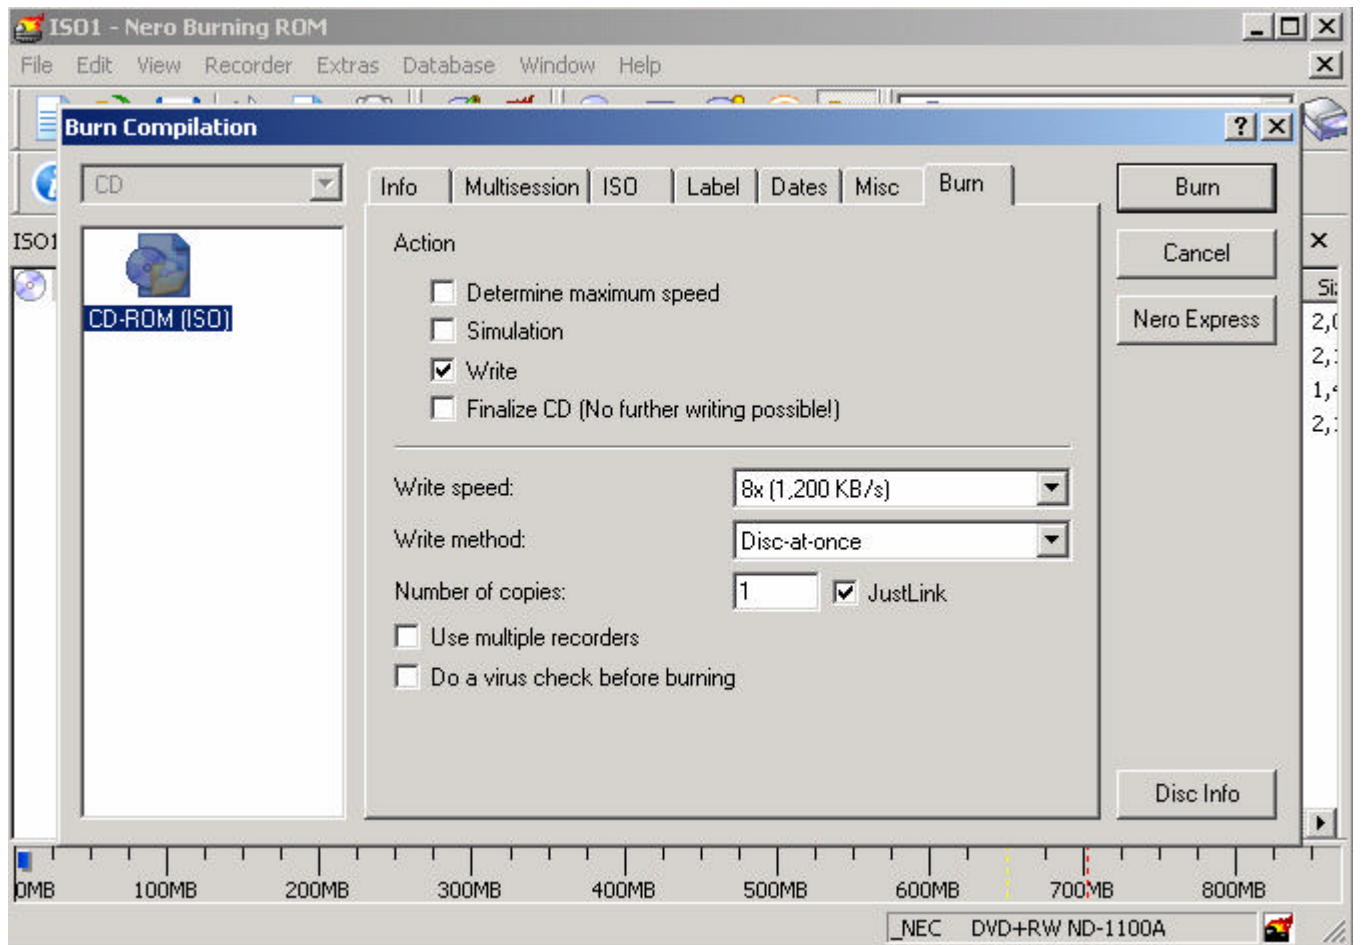 ISO1 - Nero Burning ROM
File Edit View Recorder Extras Database Window Help
Burn Compilation
CD
Info Multisession ISO Label Dates Misc Burn
Burn
ISO1
Action
Cancel
Determine maximum speed
CD-ROM (ISO)
Nero Express
Simulation
Write
Finalize CD (No further writing possible!)
Write speed: 8x (1,200 KB/s)
Write method: Disc-at-once
Number of copies: 1 JustLink
Use multiple recorders
Do a virus check before burning
Disc Info
0MB 100MB 200MB 300MB 400MB 500MB 600MB 700MB 800MB
_NEC DVD+RW ND-1100A